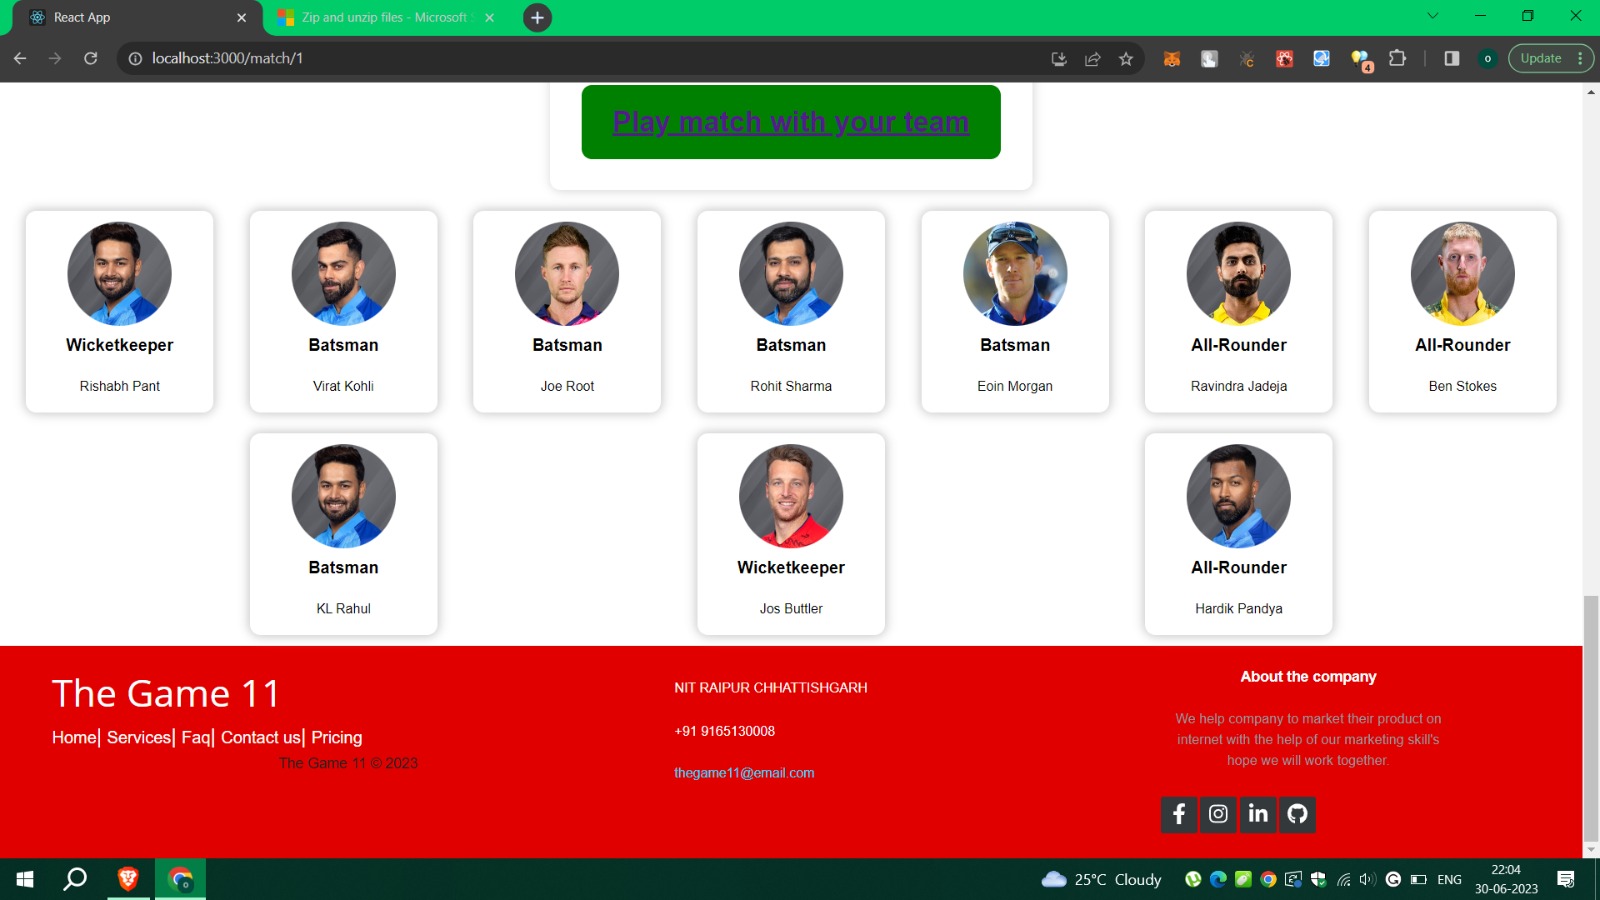 React App
Zip and unzip files - Microsoft S
localhost:3000/match/1
4
o
Update
Play match with your team
Wicketkeeper
Rishabh Pant
Batsman
Virat Kohli
Batsman
Joe Root
Batsman
Rohit Sharma
Batsman
Eoin Morgan
All-Rounder
Ravindra Jadeja
All-Rounder
Ben Stokes
Batsman
KL Rahul
Wicketkeeper
Jos Buttler
All-Rounder
Hardik Pandya
The Game 11
Home| Services| Faq| Contact us| Pricing
The Game 11 © 2023
NIT RAIPUR CHHATTISHGARH
+91 9165130008
thegame11@email.com
About the company
We help company to market their product on
internet with the help of our marketing skill's
hope we will work together.
25°C Cloudy
ENG
22:04
30-06-2023